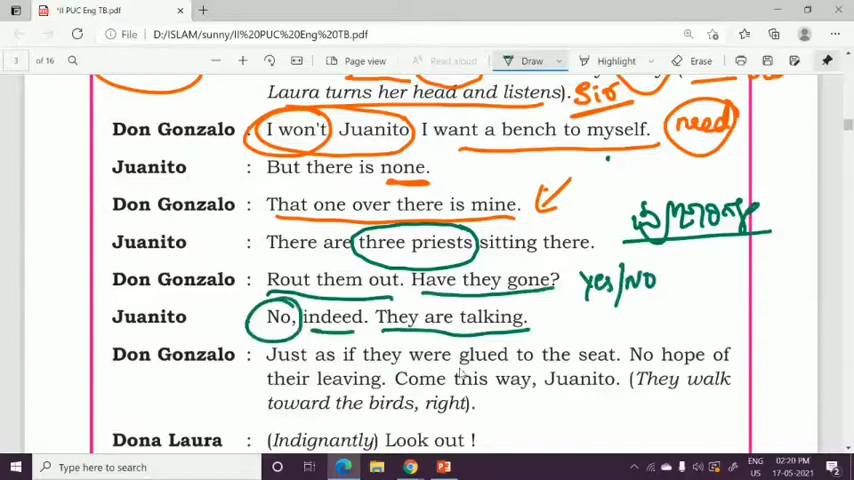 *II PUC Eng TB.pdf
File D:/ISLAM/sunny/II%20PUC%20Eng%20TB.pdf
3 of 16 Read aloud Draw Highlight Erase
Laura turns her head and listens). Sir
Don Gonzalo : I won't Juanito I want a bench to myself. need
Juanito : But there is none.
Don Gonzalo : That one over there is mine.
Juanito : There are three priests sitting there.
Don Gonzalo : Rout them out. Have they gone? Yes/No
Juanito : No, indeed. They are talking.
Don Gonzalo : Just as if they were glued to the seat. No hope of
their leaving. Come this way, Juanito. (They walk
toward the birds, right).
Dona Laura : (Indignantly) Look out !
Type here to search
ENG
US
02:20 PM
17-05-2021
2